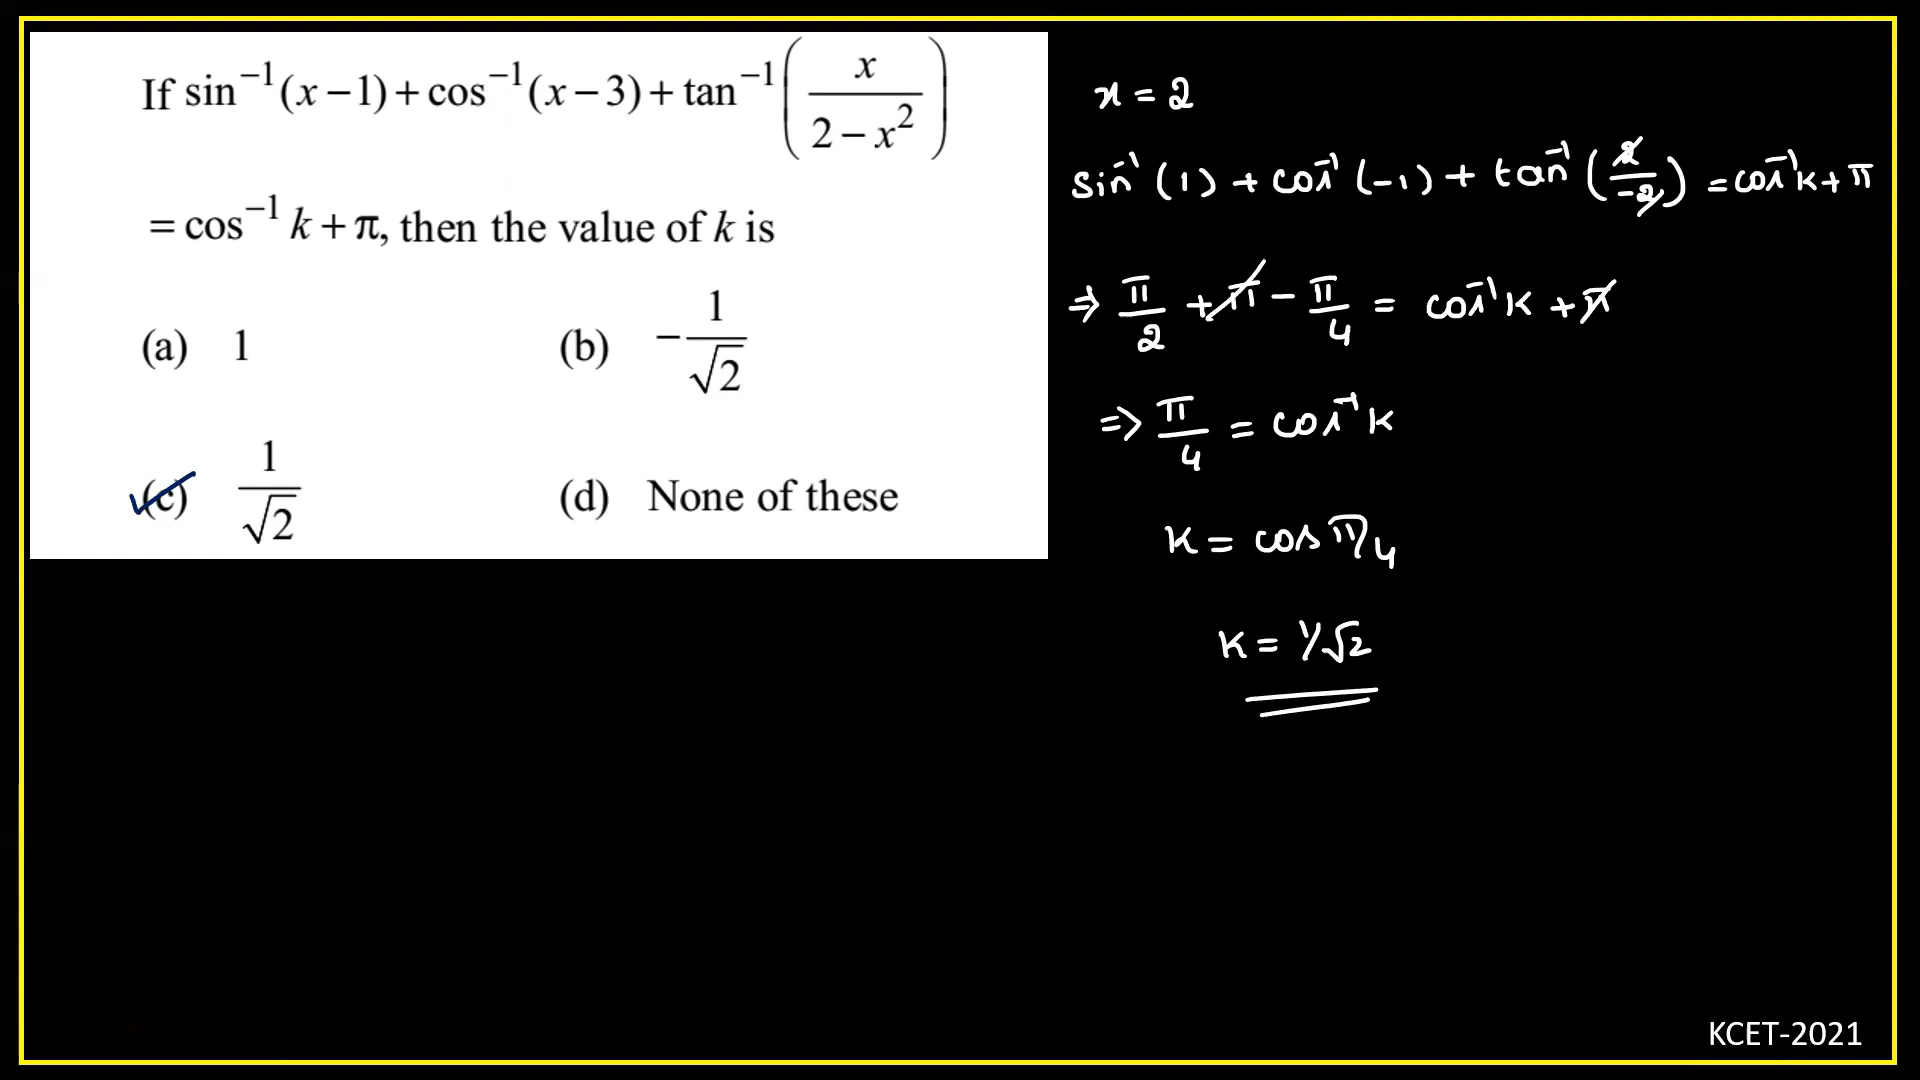 If sin⁻¹(x−1)+cos⁻¹(x−3)+tan⁻¹(x/(2−x²))
=cos⁻¹ k+π, then the value of k is
(a) 1 (b) −1/√2
(c) 1/√2 (d) None of these
x = 2
sin⁻¹(1) + cos⁻¹(-1) + tan⁻¹(2/-2) = cos⁻¹k + π
⇒ π/2 + π − π/4 = cos⁻¹k + π
⇒ π/4 = cos⁻¹k
k = cos π/4
k = 1/√2
KCET-2021